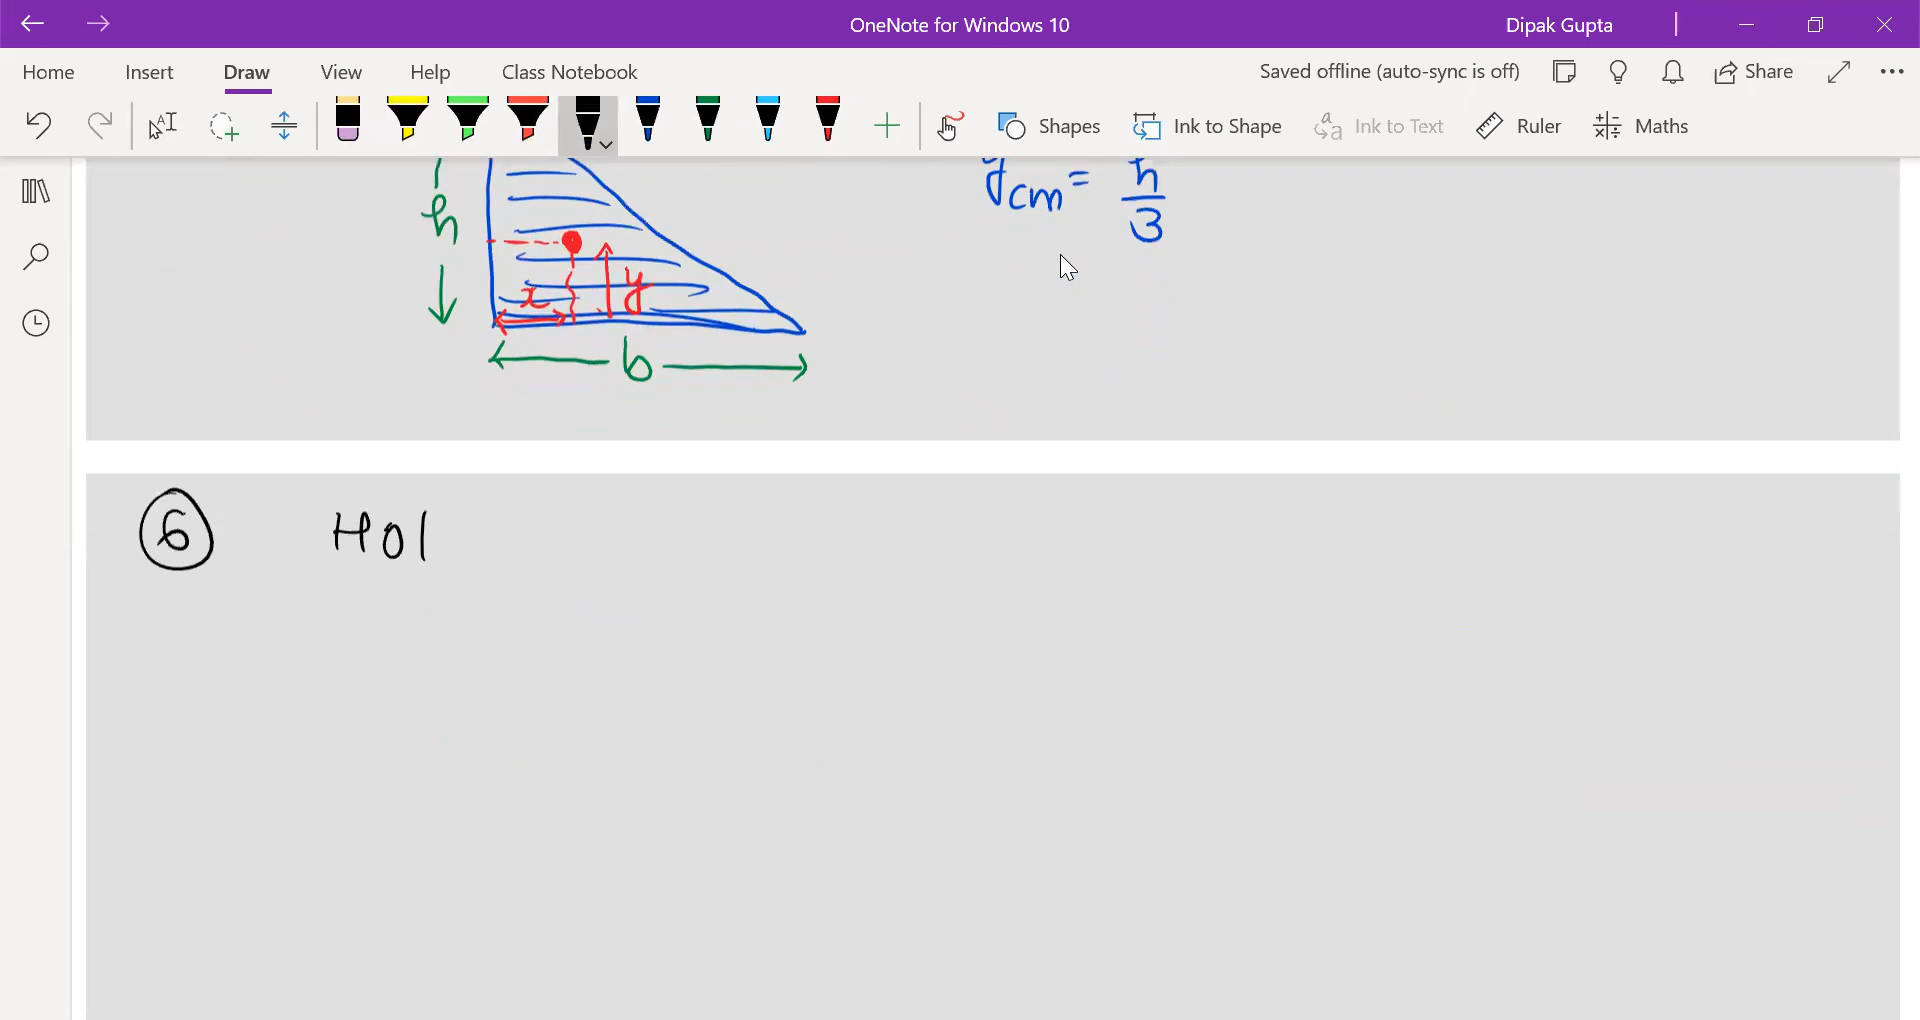 OneNote for Windows 10
Dipak Gupta
Home Insert Draw View Help Class Notebook
Saved offline (auto-sync is off) Share
Shapes Ink to Shape Ink to Text Ruler Maths
y_cm = h/3
h
x
y
b
6 Hol